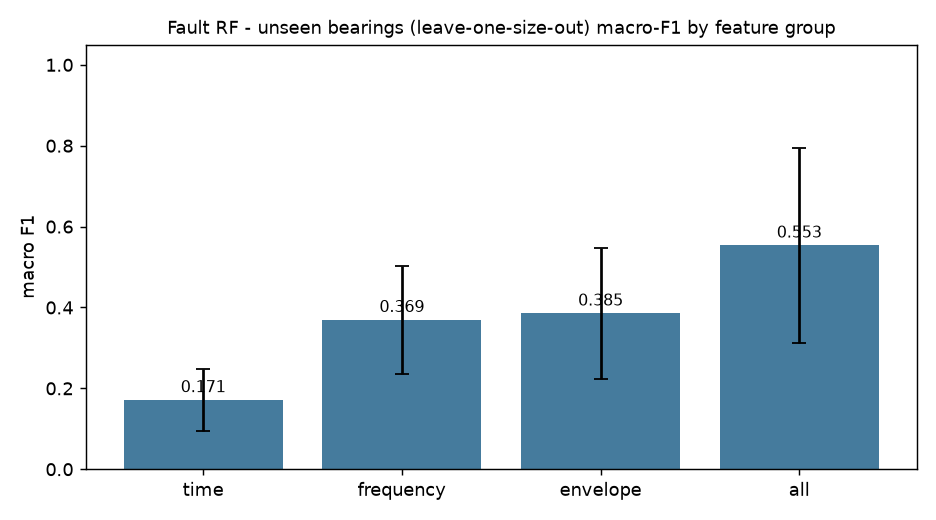 Fault RF - unseen bearings (leave-one-size-out) macro-F1 by feature group
1.0
0.8
0.6
0.4
0.2
0.0
macro F1
0.171
0.369
0.385
0.553
time
frequency
envelope
all